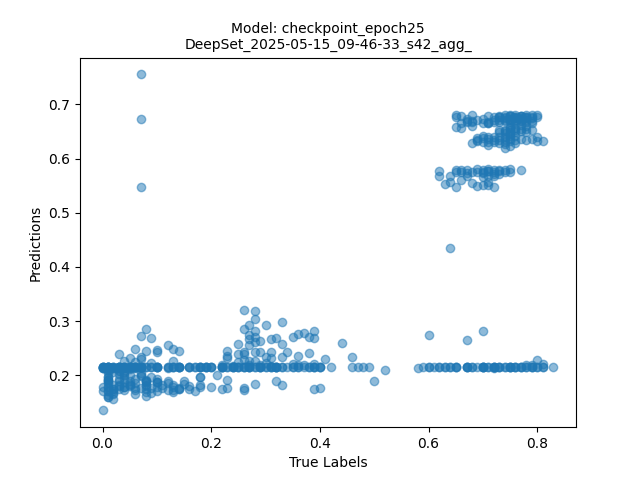 Model: checkpoint_epoch25
DeepSet_2025-05-15_09-46-33_s42_agg_
0.7
0.6
0.5
0.4
0.3
0.2
Predictions
0.0
0.2
0.4
0.6
0.8
True Labels